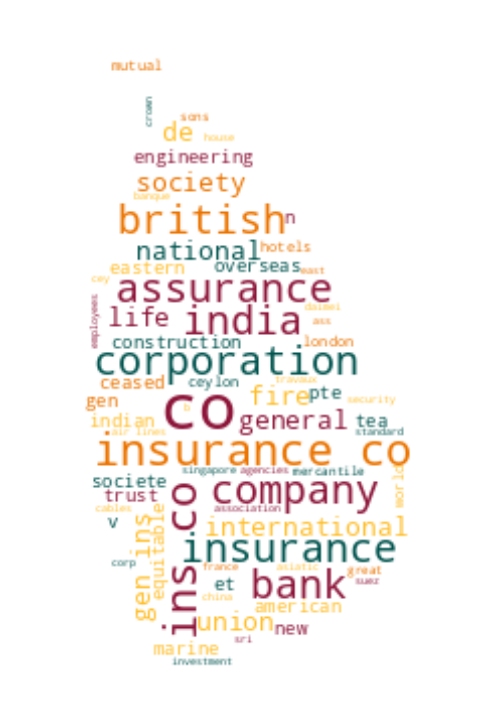 mutual
crown
sons
de
house
engineering
society
banque
british
n
national
hotels
eastern
overseas
east
cey
assurance
employees
daimei
life
india
ass
construction
london
corporation
ceased
ceylon
travaux
gen
fire
pte
security
co
b
indian
general
tea
air lines
standard
insurance co
singapore
agencies
mercantile
world
societe
trust
company
cables
association
v
ins co
gen ins
equitable
international
insurance
corp
france
asiatic
great
et
bank
suez
china
american
union
new
sri
marine
investment